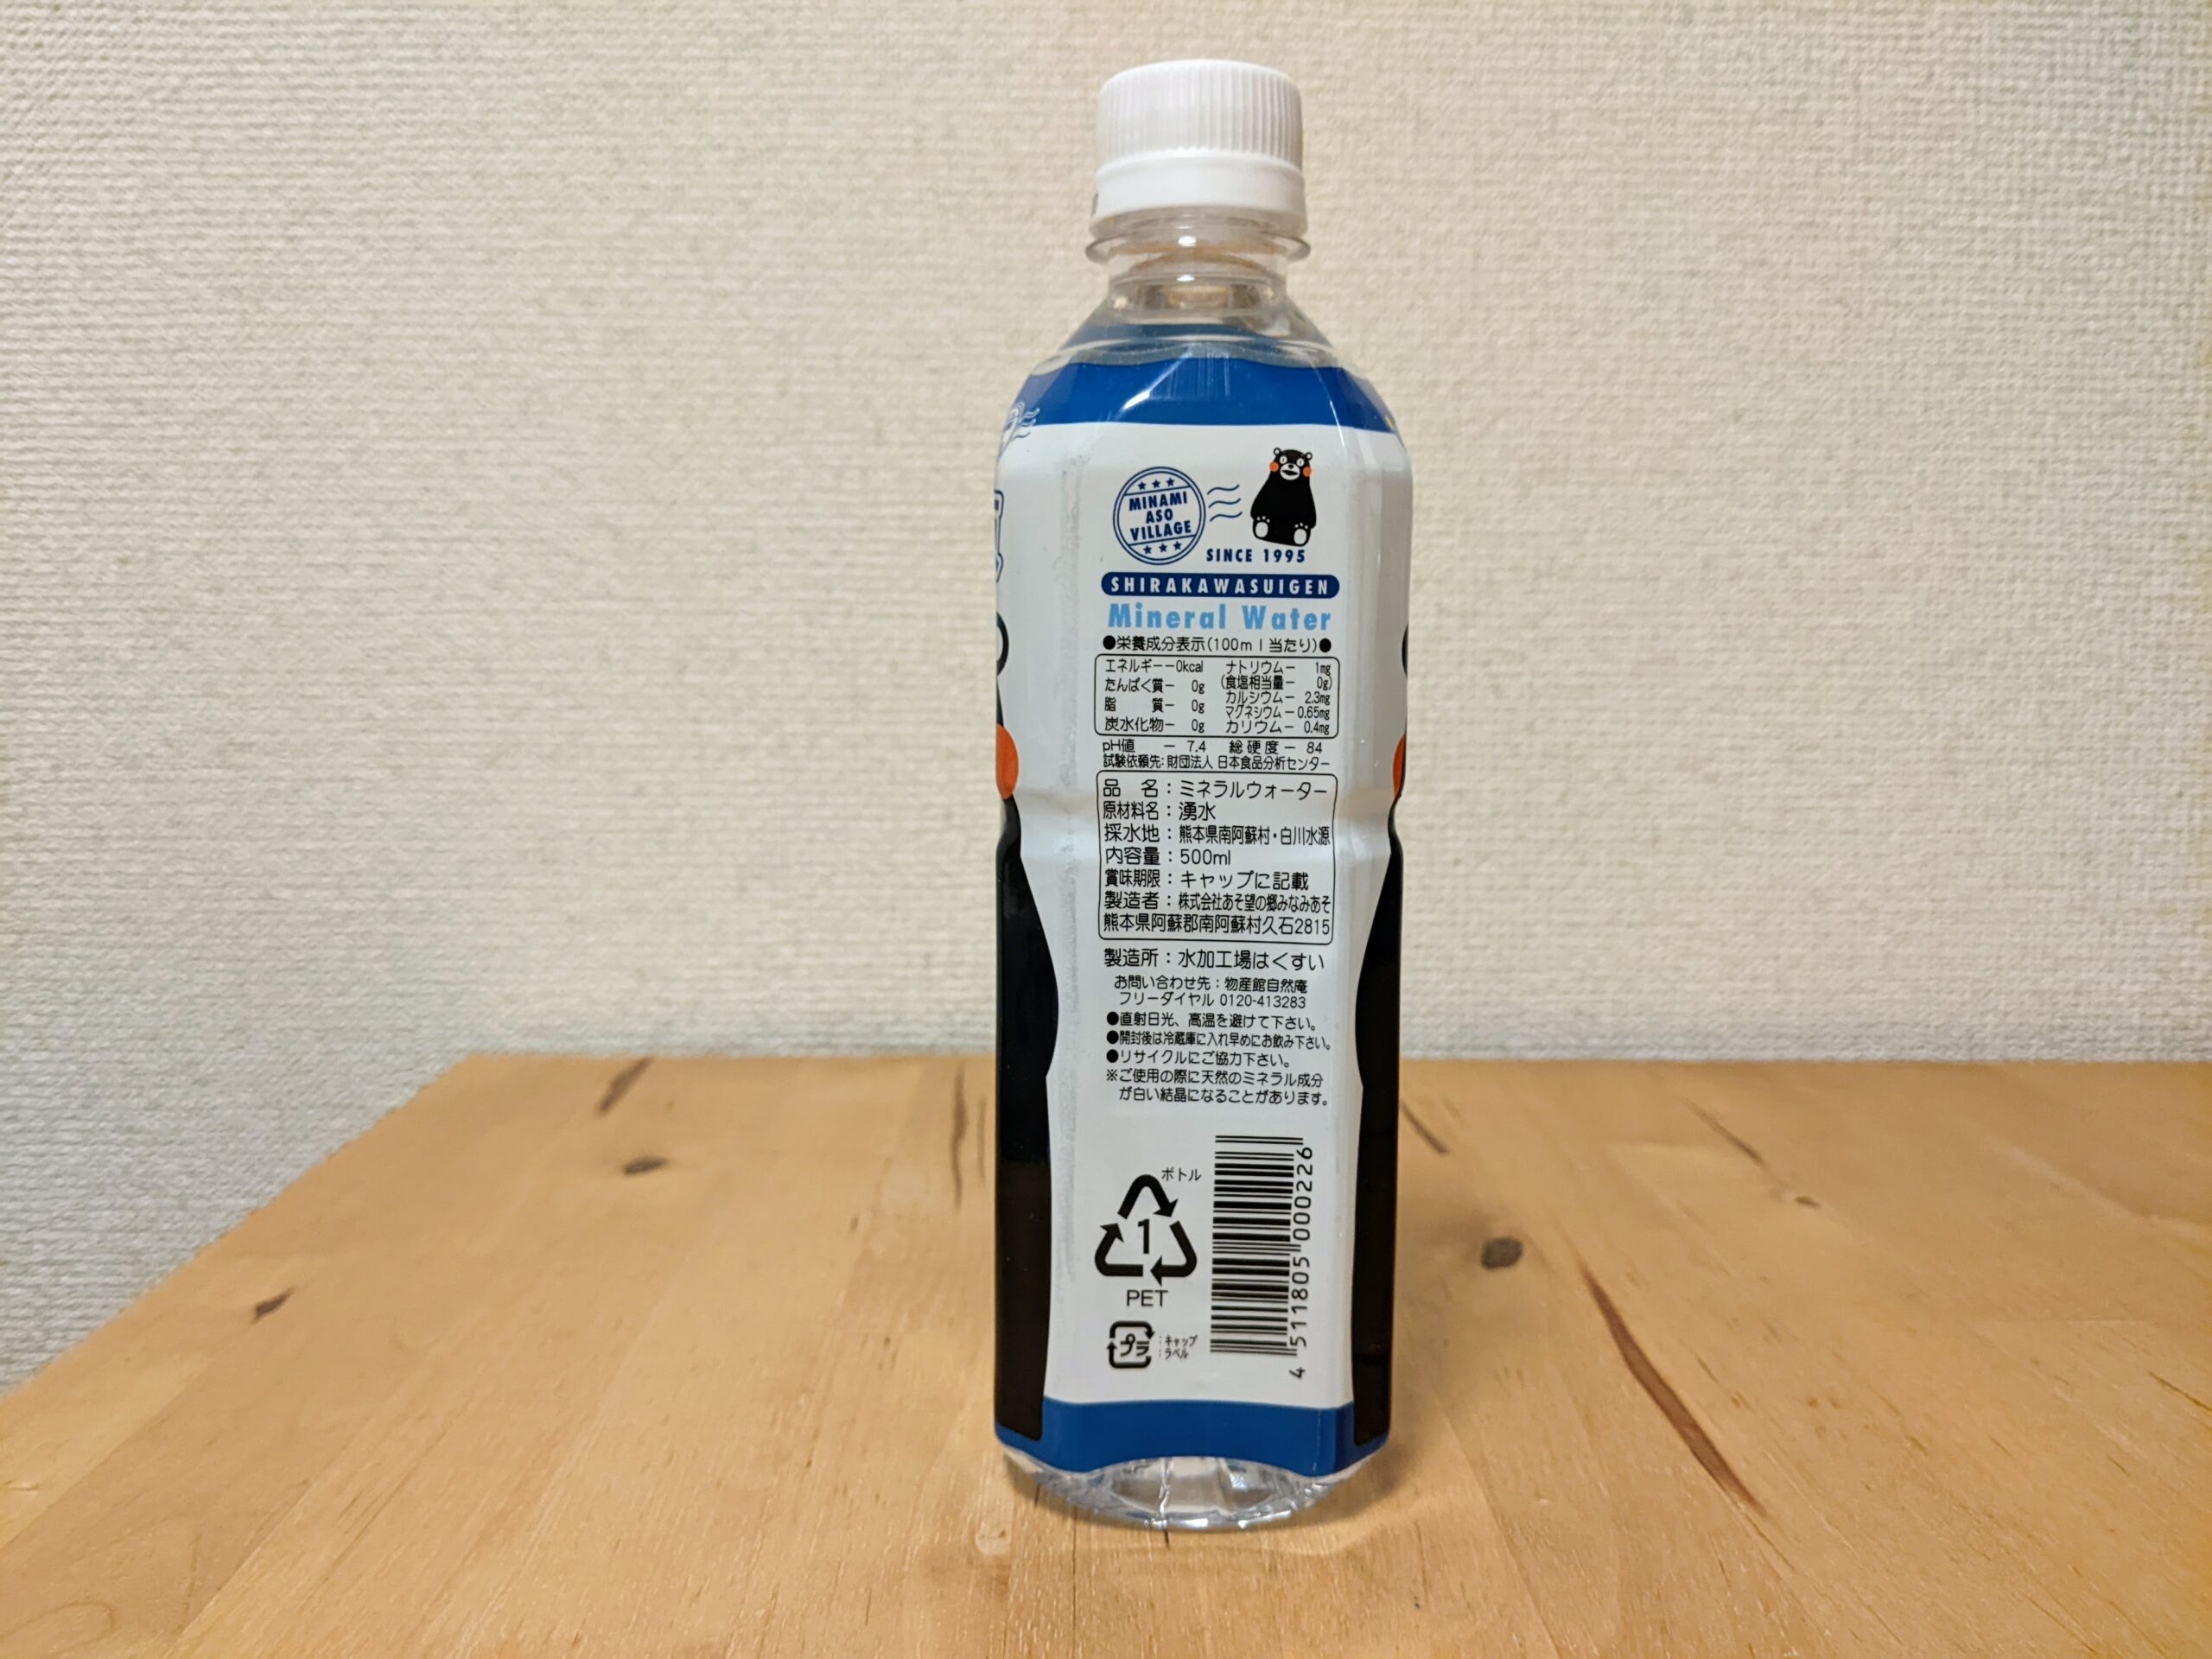 MINAMI
ASO
VILLAGE
SINCE 1995
SHIRAKAWASUIGEN
Mineral Water
●栄養成分表示(100ml当たり)●
エネルギーー0kcal ナトリウムー 1mg
たんぱく質ー 0g (食塩相当量ー 0g)
脂 質ー 0g カルシウムー 2.3mg
マグネシウムー0.65mg
炭水化物ー 0g カリウムー 0.4mg
pH値 ー 7.4 総硬度ー 84
試験依頼先:財団法人 日本食品分析センター
品 名:ミネラルウォーター
原材料名:湧水
採水地:熊本県南阿蘇村・白川水源
内容量:500ml
賞味期限:キャップに記載
製造者:株式会社あそ望の郷みなみあそ
熊本県阿蘇郡南阿蘇村久石2815
製造所:水加工場はくすい
お問い合わせ先:物産館自然庵
フリーダイヤル 0120-413283
●直射日光、高温を避けて下さい。
●開封後は冷蔵庫に入れ早めにお飲み下さい。
●リサイクルにご協力下さい。
※ご使用の際に天然のミネラル成分
が白い結晶になることがあります。
ボトル
1
PET
プラ
:キャップ
:ラベル
4 511805 000226